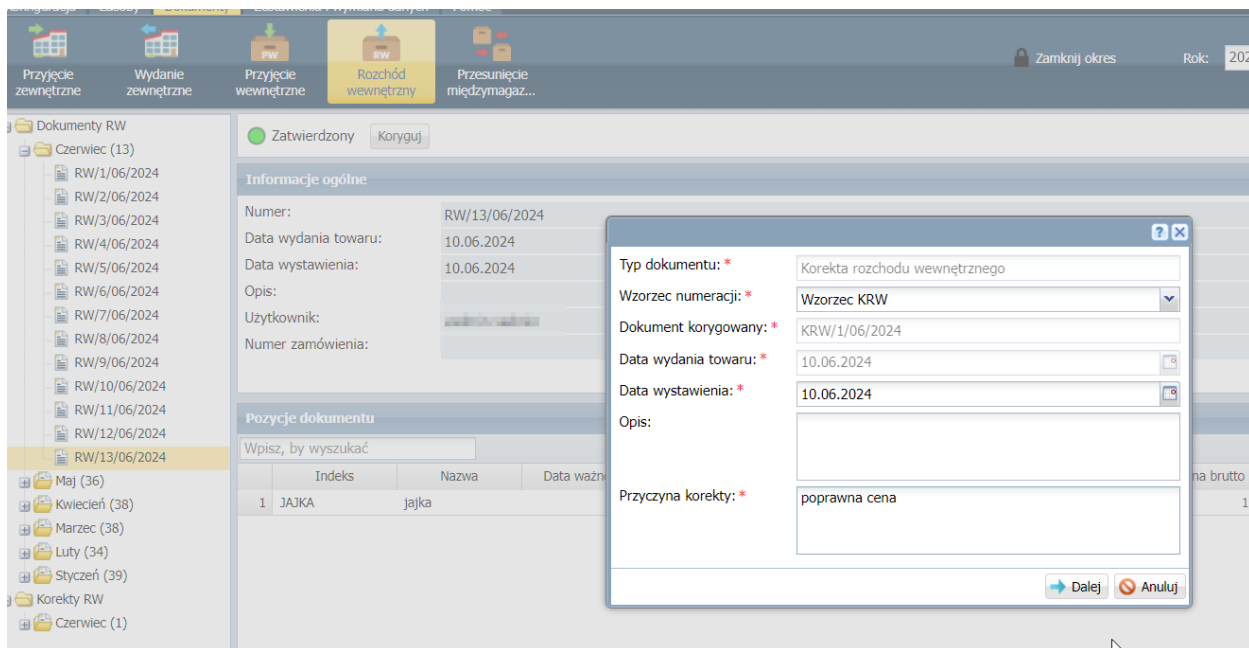 Dokumenty
Pomoc
PW
RW
Przyjęcie zewnętrzne
Wydanie zewnętrzne
Przyjęcie wewnętrzne
Rozchód wewnętrzny
Przesunięcie międzymagaz...
Zamknij okres
Rok:
202
Dokumenty RW
Czerwiec (13)
RW/1/06/2024
RW/2/06/2024
RW/3/06/2024
RW/4/06/2024
RW/5/06/2024
RW/6/06/2024
RW/7/06/2024
RW/8/06/2024
RW/9/06/2024
RW/10/06/2024
RW/11/06/2024
RW/12/06/2024
RW/13/06/2024
Maj (36)
Kwiecień (38)
Marzec (38)
Luty (34)
Styczeń (39)
Korekty RW
Czerwiec (1)
Zatwierdzony
Koryguj
Informacje ogólne
Numer: RW/13/06/2024
Data wydania towaru: 10.06.2024
Data wystawienia: 10.06.2024
Opis:
Użytkownik:
Numer zamówienia:
Pozycje dokumentu
Wpisz, by wyszukać
Indeks Nazwa Data ważno na brutto
1 JAJKA jajka 1
?
Typ dokumentu: * Korekta rozchodu wewnętrznego
Wzorzec numeracji: * Wzorzec KRW
Dokument korygowany: * KRW/1/06/2024
Data wydania towaru: * 10.06.2024
Data wystawienia: * 10.06.2024
Opis:
Przyczyna korekty: * poprawna cena
Dalej
Anuluj